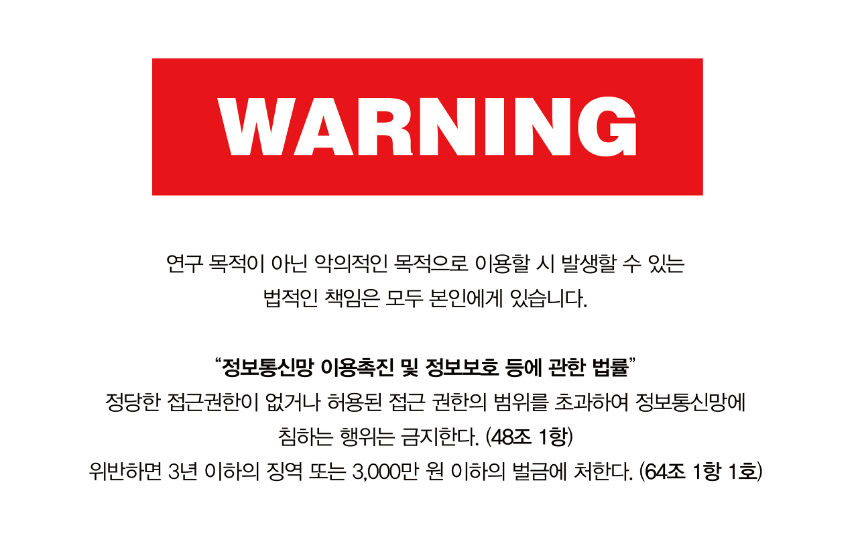 WARNING
연구 목적이 아닌 악의적인 목적으로 이용할 시 발생할 수 있는
법적인 책임은 모두 본인에게 있습니다.
“정보통신망 이용촉진 및 정보보호 등에 관한 법률”
정당한 접근권한이 없거나 허용된 접근 권한의 범위를 초과하여 정보통신망에
침하는 행위는 금지한다. (48조 1항)
위반하면 3년 이하의 징역 또는 3,000만 원 이하의 벌금에 처한다. (64조 1항 1호)